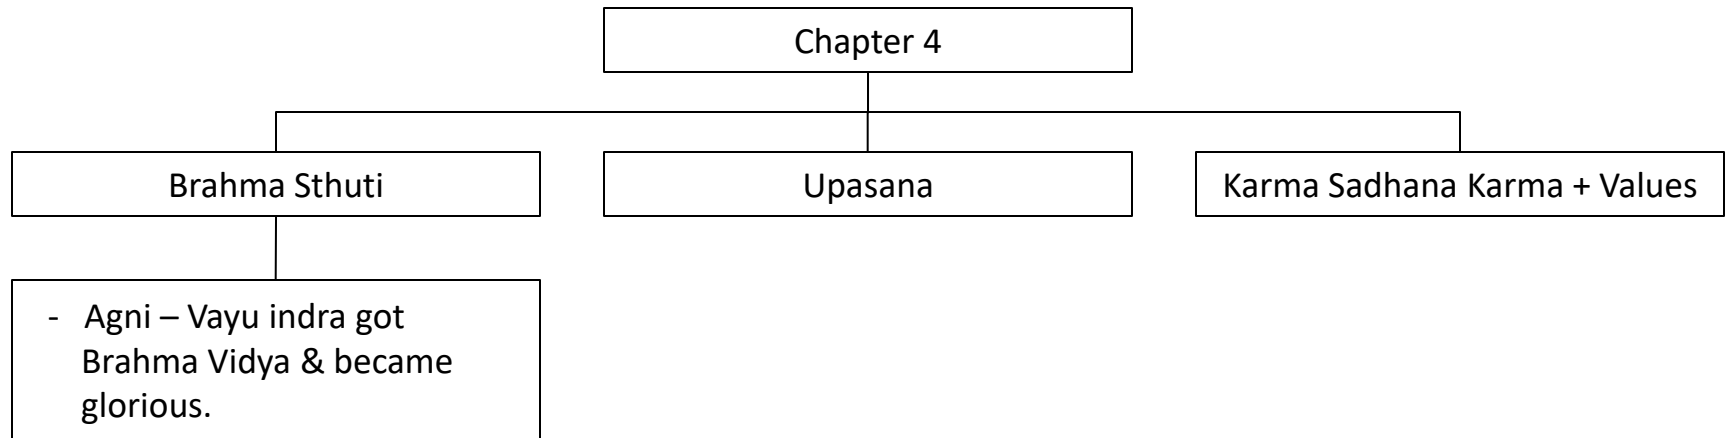 Chapter 4
Brahma Sthuti
Upasana
Karma Sadhana Karma + Values
- Agni – Vayu indra got
Brahma Vidya & became
glorious.